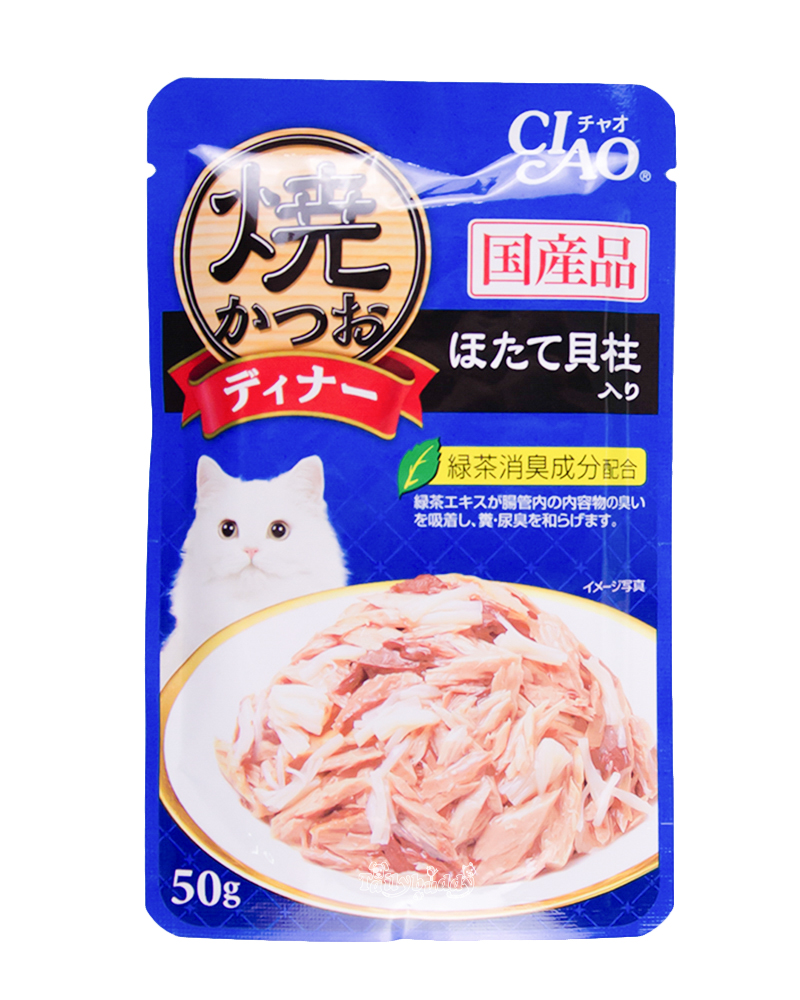 CIAO チャオ®
焼
かつお
ディナー
国産品
ほたて貝柱
入り
緑茶消臭成分配合
緑茶エキスが腸管内の内容物の臭い
を吸着し、糞・尿臭を和らげます。
イメージ写真
50g